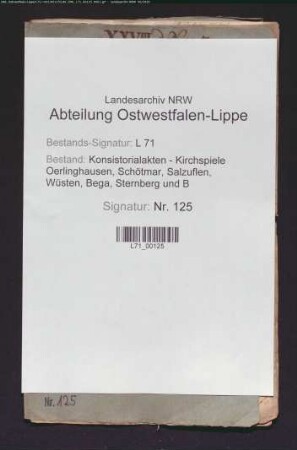 XXVIII
Landesarchiv NRW
Abteilung Ostwestfalen-Lippe
Bestands-Signatur: L 71
Bestand: Konsistorialakten - Kirchspiele
Oerlinghausen, Schötmar, Salzuflen,
Wüsten, Bega, Sternberg und B
Signatur: Nr. 125
L71_00125
Nr. 125